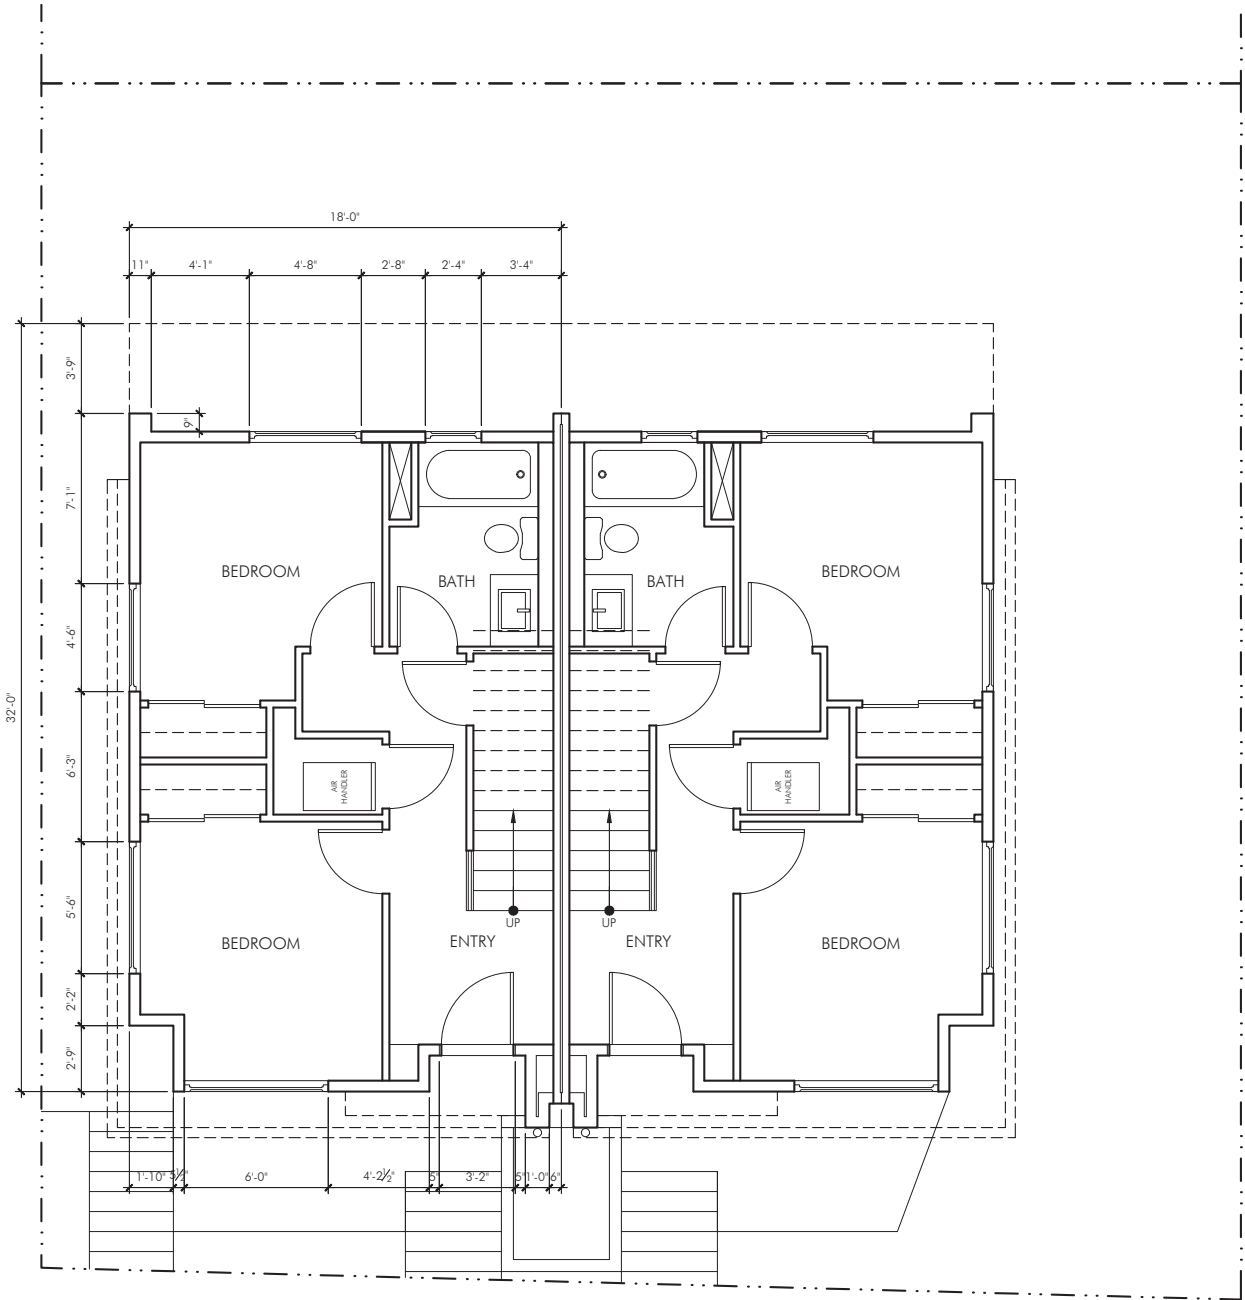 18'-0"
11" 4'-1" 4'-8" 2'-8" 2'-4" 3'-4"
3'-9"
9"
7'-1"
BEDROOM BATH BATH BEDROOM
4'-6"
32'-0"
6'-3"
AIR
HANDLER
AIR
HANDLER
5'-6"
UP UP
BEDROOM ENTRY ENTRY BEDROOM
2'-2"
2'-9"
1'-10" 5½" 6'-0" 4'-2½" 5" 3'-2" 5" 1'-0" 6"